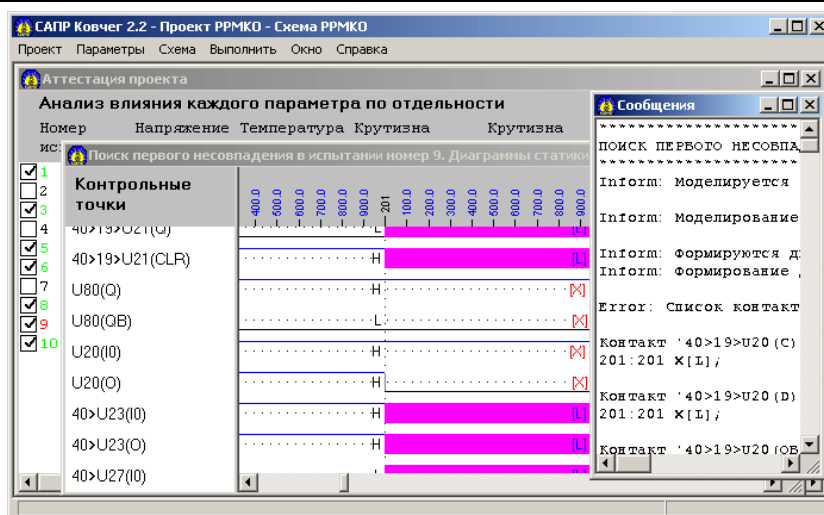 САПР Ковчег 2.2 - Проект РРМКО - Схема РРМКО
Проект Параметры Схема Выполнить Окно Справка
Аттестация проекта
Анализ влияния каждого параметра по отдельности
Номер Напряжение Температура Крутизна Крутизна
1
2
3
4
5
6
7
8
9
10
Поиск первого несовпадения в испытании номер 9. Диаграммы статики
Контрольные
точки
400.0 500.0 600.0 700.0 800.0 900.0 201 100.0 200.0 300.0 400.0 500.0 600.0 700.0 800.0 900.0
40>19>U21(Q) L [L]
40>19>U21(CLR) H [L]
U80(Q) H [X]
U80(QB) L [X]
U20(I0) H [X]
U20(O) H [X]
40>U23(I0) H [L]
40>U23(O) H [L]
40>U27(I0)
Сообщения
********************
ПОИСК ПЕРВОГО НЕСОВПА
********************
Inform: Моделируется
Inform: Моделирование
Inform: Формируются д
Inform: Формирование
Error: Список контакт
Контакт '40>19>U20(C)
201:201 X[L];
Контакт '40>19>U20(D)
201:201 X[L];
Контакт '40>19>U20(QB